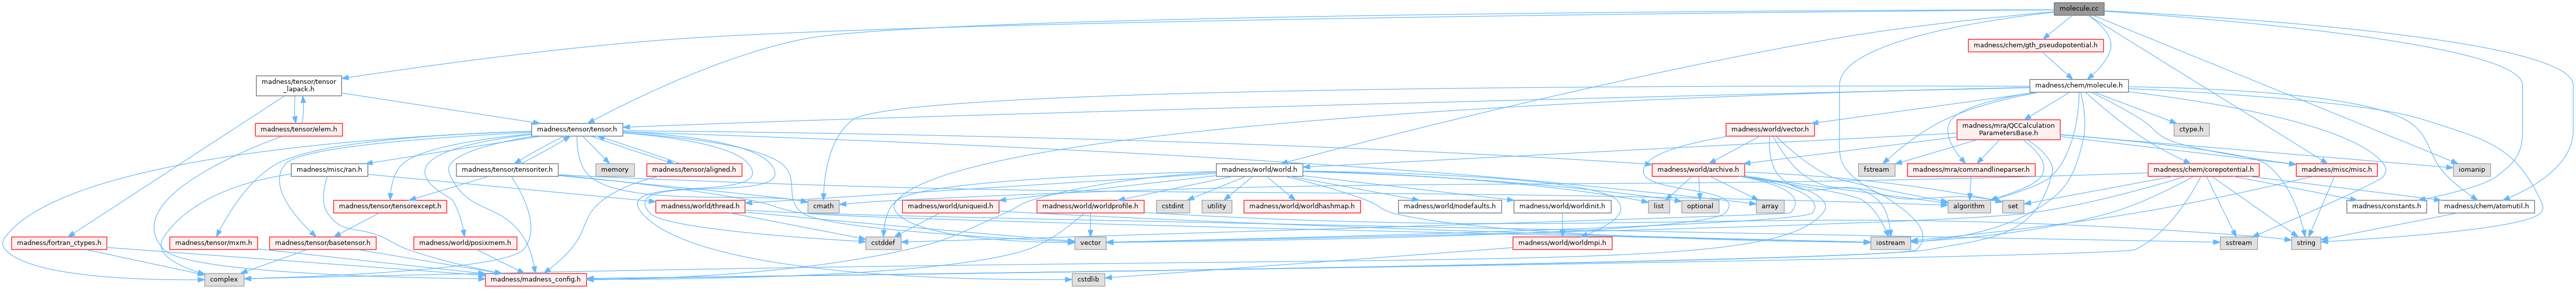 molecule.cc
madness/chem/gth_pseudopotential.h
madness/tensor/tensor
_lapack.h
madness/chem/molecule.h
madness/tensor/elem.h
madness/tensor/tensor.h
madness/world/vector.h
madness/mra/QCCalculation
ParametersBase.h
ctype.h
madness/misc/ran.h
madness/tensor/tensoriter.h
memory
madness/tensor/aligned.h
madness/world/world.h
madness/world/archive.h
fstream
madness/mra/commandlineparser.h
madness/chem/corepotential.h
madness/misc/misc.h
iomanip
madness/tensor/tensorexcept.h
madness/world/thread.h
cmath
madness/world/uniqueid.h
madness/world/worldprofile.h
cstdint
utility
madness/world/worldhashmap.h
madness/world/nodefaults.h
madness/world/worldinit.h
list
optional
array
algorithm
set
madness/constants.h
madness/chem/atomutil.h
madness/fortran_ctypes.h
madness/tensor/mxm.h
madness/tensor/basetensor.h
madness/world/posixmem.h
cstddef
vector
madness/world/worldmpi.h
iostream
sstream
string
complex
madness/madness_config.h
cstdlib